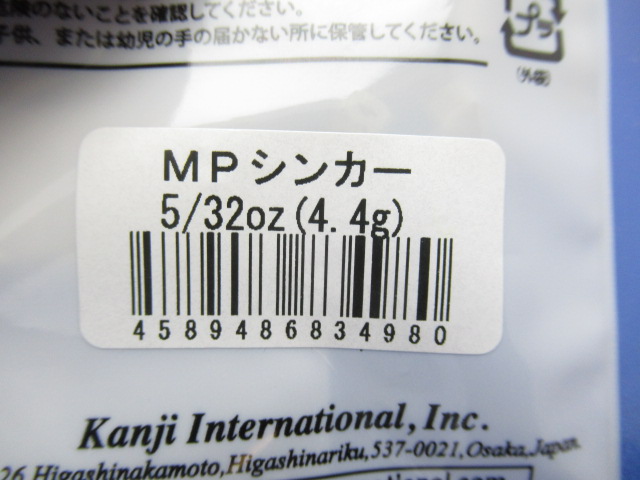 険のないことを確認してください。
子供、または幼児の手の届かない所に保管してください。
プラ
(外袋)
MPシンカー
5/32oz(4.4g)
4589486834980
Kanji International, Inc.
26 Higashinakamoto,Higashinariku,537-0021,Osaka,Japan.